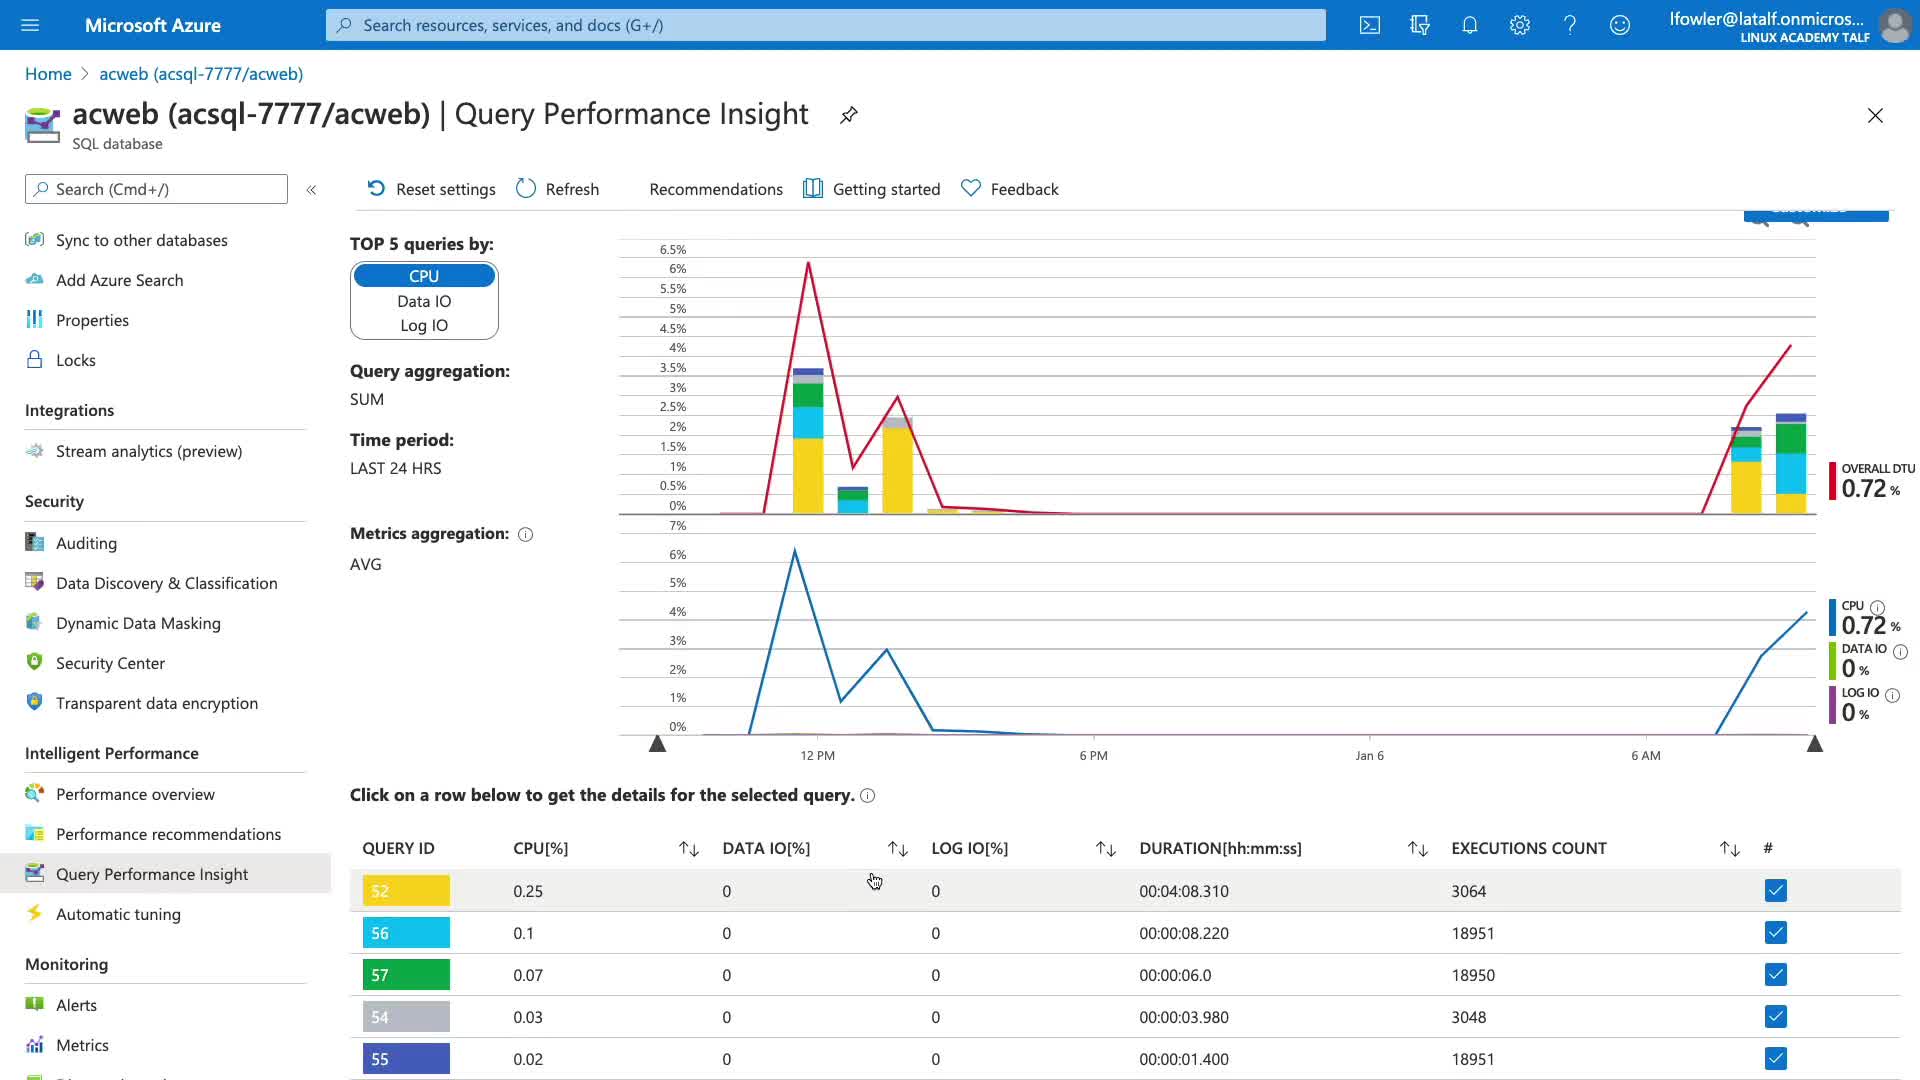 Microsoft Azure
Search resources, services, and docs (G+/)
lfowler@latalf.onmicros...
LINUX ACADEMY TALF
Home
acweb (acsql-7777/acweb)
acweb (acsql-7777/acweb) | Query Performance Insight
SQL database
Search (Cmd+/)
«
Sync to other databases
Add Azure Search
Properties
Locks
Integrations
Stream analytics (preview)
Security
Auditing
Data Discovery & Classification
Dynamic Data Masking
Security Center
Transparent data encryption
Intelligent Performance
Performance overview
Performance recommendations
Query Performance Insight
Automatic tuning
Monitoring
Alerts
Metrics
Reset settings
Refresh
Recommendations
Getting started
Feedback
TOP 5 queries by:
CPU
Data IO
Log IO
Query aggregation:
SUM
Time period:
LAST 24 HRS
Metrics aggregation:
AVG
6.5%
6%
5.5%
5%
4.5%
4%
3.5%
3%
2.5%
2%
1.5%
1%
0.5%
0%
7%
6%
5%
4%
3%
2%
1%
0%
12 PM
6 PM
Jan 6
6 AM
OVERALL DTU
0.72 %
CPU
0.72 %
DATA IO
0 %
LOG IO
0 %
Click on a row below to get the details for the selected query.
QUERY ID CPU[%] DATA IO[%] LOG IO[%] DURATION[hh:mm:ss] EXECUTIONS COUNT #
52 0.25 0 0 00:04:08.310 3064
56 0.1 0 0 00:00:08.220 18951
57 0.07 0 0 00:00:06.0 18950
54 0.03 0 0 00:00:03.980 3048
55 0.02 0 0 00:00:01.400 18951